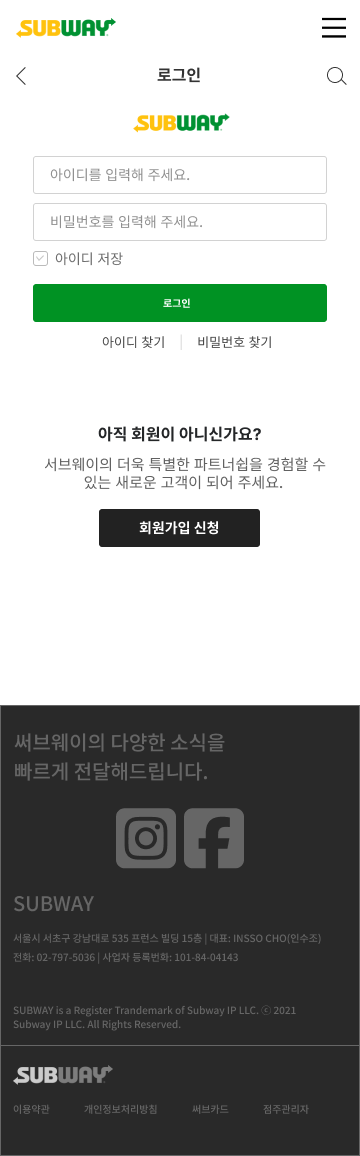 SUBWAY
로그인
SUBWAY
아이디를 입력해 주세요.
비밀번호를 입력해 주세요.
아이디 저장
로그인
아이디 찾기 | 비밀번호 찾기
아직 회원이 아니신가요?
서브웨이의 더욱 특별한 파트너쉽을 경험할 수
있는 새로운 고객이 되어 주세요.
회원가입 신청
써브웨이의 다양한 소식을
빠르게 전달해드립니다.
SUBWAY
서울시 서초구 강남대로 535 프런스 빌딩 15층 | 대표: INSSO CHO(인수조)
전화: 02-797-5036 | 사업자 등록번호: 101-84-04143
SUBWAY is a Register Trandemark of Subway IP LLC. ⓒ 2021
Subway IP LLC. All Rights Reserved.
SUBWAY
이용약관 개인정보처리방침 써브카드 점주관리자